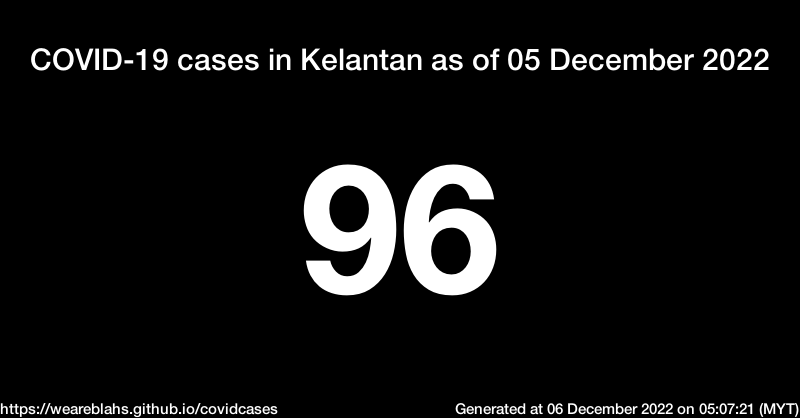 COVID-19 cases in Kelantan as of 05 December 2022
96
https://weareblahs.github.io/covidcases
Generated at 06 December 2022 on 05:07:21 (MYT)